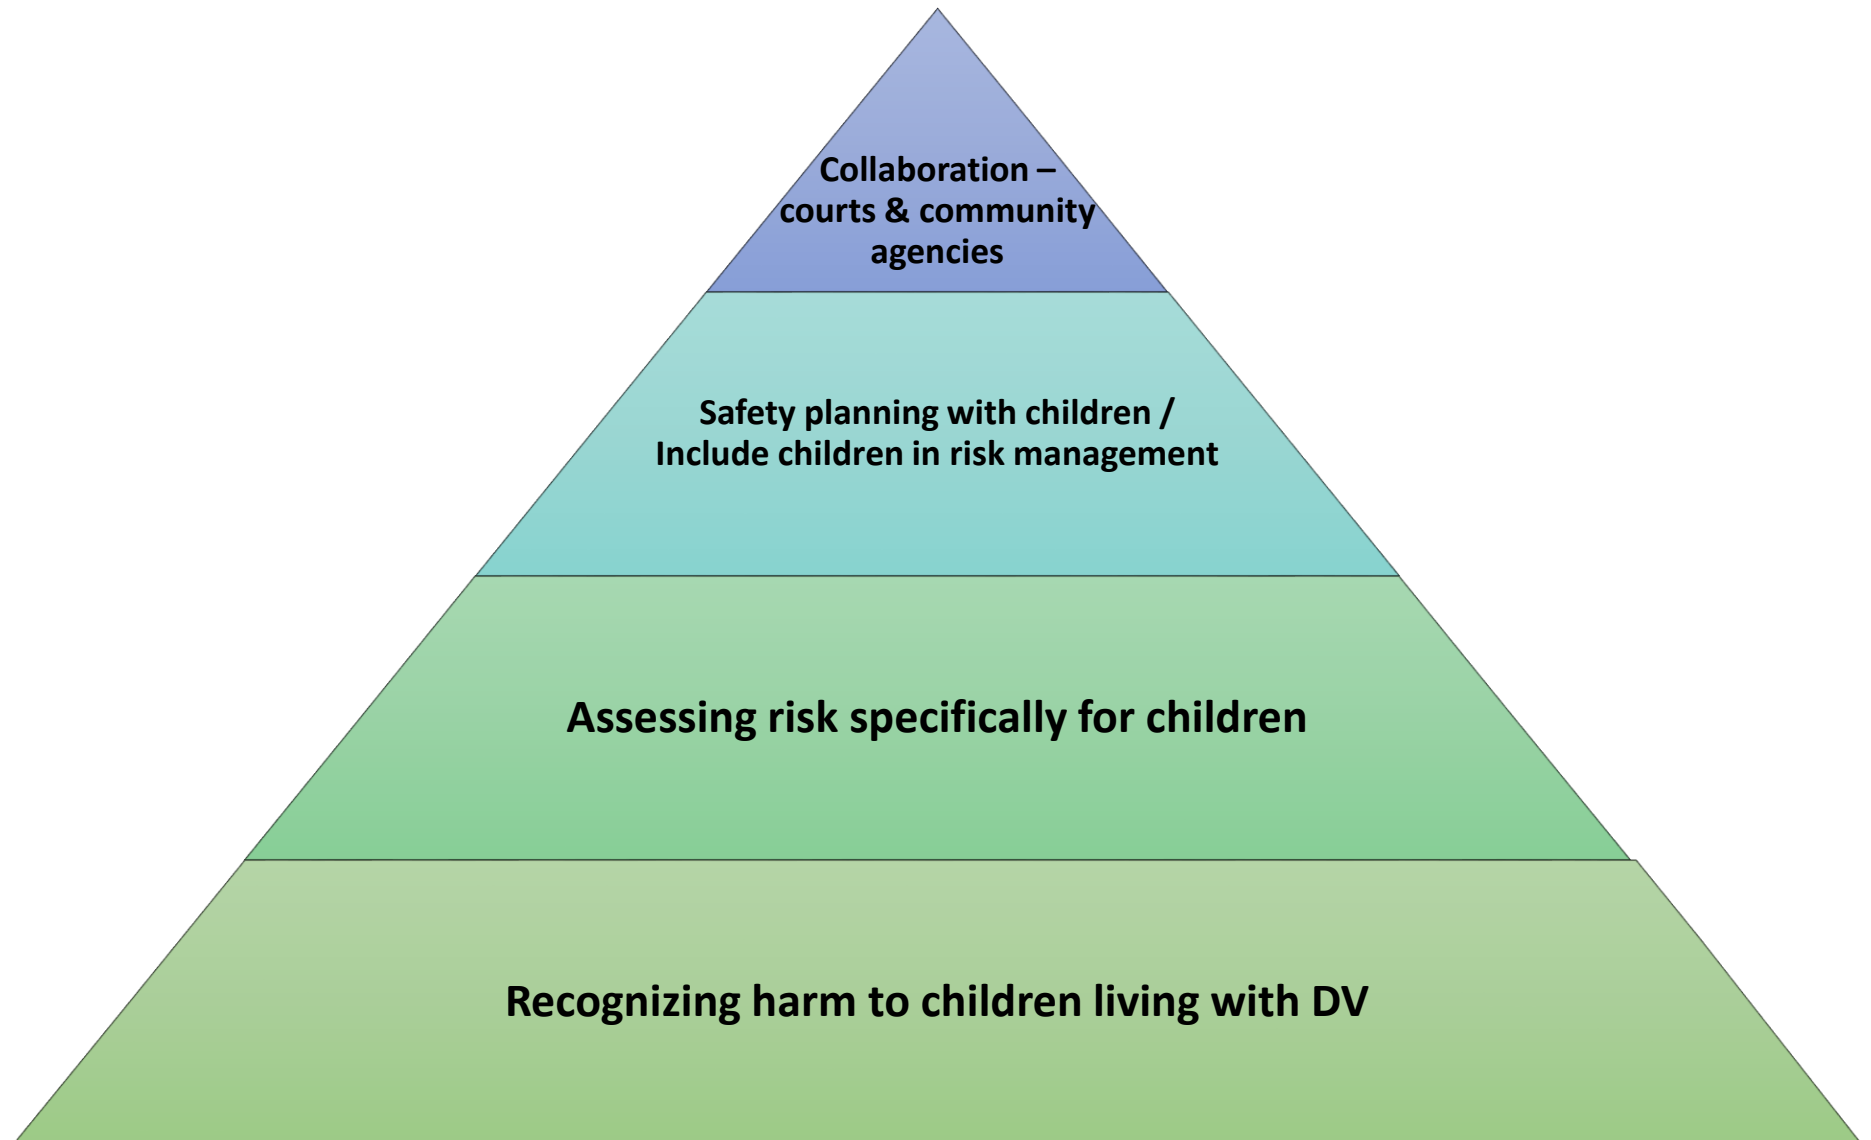 Collaboration –
courts & community
agencies
Safety planning with children /
Include children in risk management
Assessing risk specifically for children
Recognizing harm to children living with DV